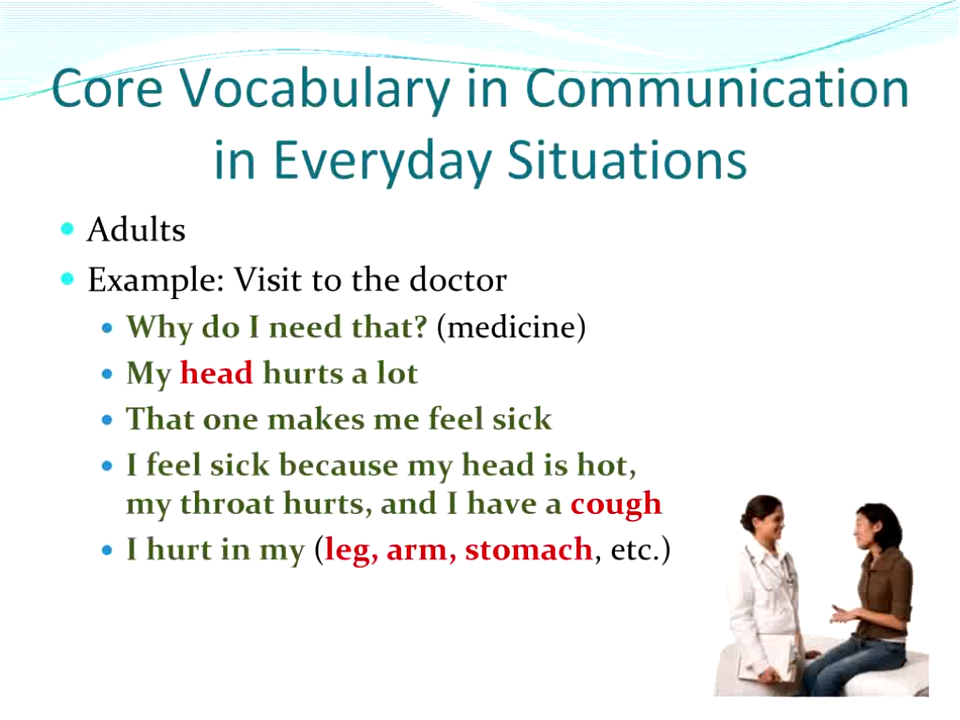 Core Vocabulary in Communication
in Everyday Situations
Adults
Example: Visit to the doctor
Why do I need that? (medicine)
My head hurts a lot
That one makes me feel sick
I feel sick because my head is hot,
my throat hurts, and I have a cough
I hurt in my (leg, arm, stomach, etc.)